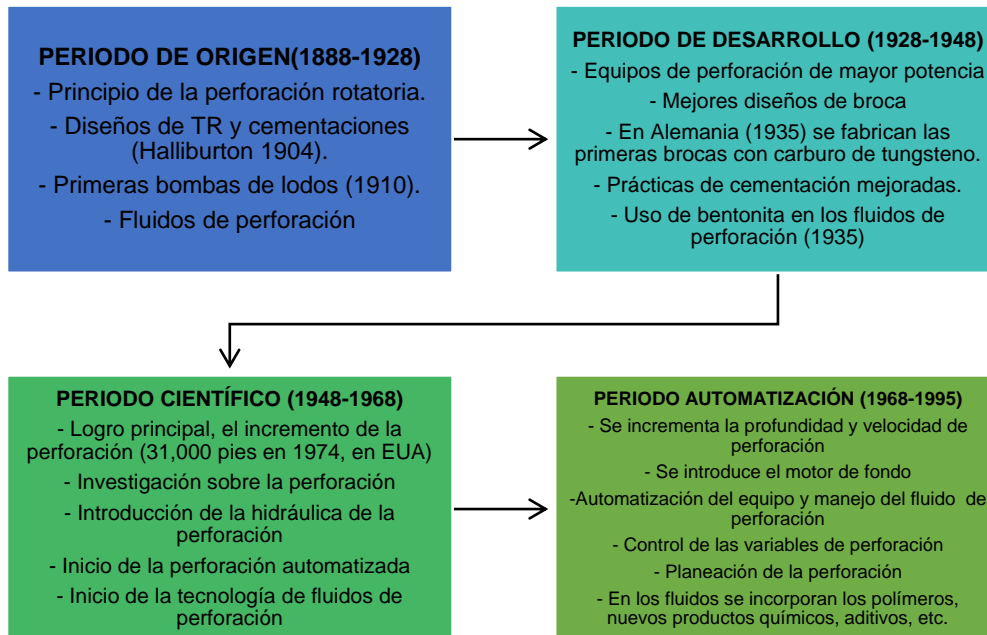 PERIODO DE ORIGEN(1888-1928)
- Principio de la perforación rotatoria.
- Diseños de TR y cementaciones
(Halliburton 1904).
- Primeras bombas de lodos (1910).
- Fluidos de perforación
PERIODO DE DESARROLLO (1928-1948)
- Equipos de perforación de mayor potencia
- Mejores diseños de broca
- En Alemania (1935) se fabrican las
primeras brocas con carburo de tungsteno.
- Prácticas de cementación mejoradas.
- Uso de bentonita en los fluidos de
perforación (1935)
PERIODO CIENTÍFICO (1948-1968)
- Logro principal, el incremento de la
perforación (31,000 pies en 1974, en EUA)
- Investigación sobre la perforación
- Introducción de la hidráulica de la
perforación
- Inicio de la perforación automatizada
- Inicio de la tecnología de fluidos de
perforación
PERIODO AUTOMATIZACIÓN (1968-1995)
- Se incrementa la profundidad y velocidad de
perforación
- Se introduce el motor de fondo
-Automatización del equipo y manejo del fluido de
perforación
- Control de las variables de perforación
- Planeación de la perforación
- En los fluidos se incorporan los polímeros,
nuevos productos químicos, aditivos, etc.